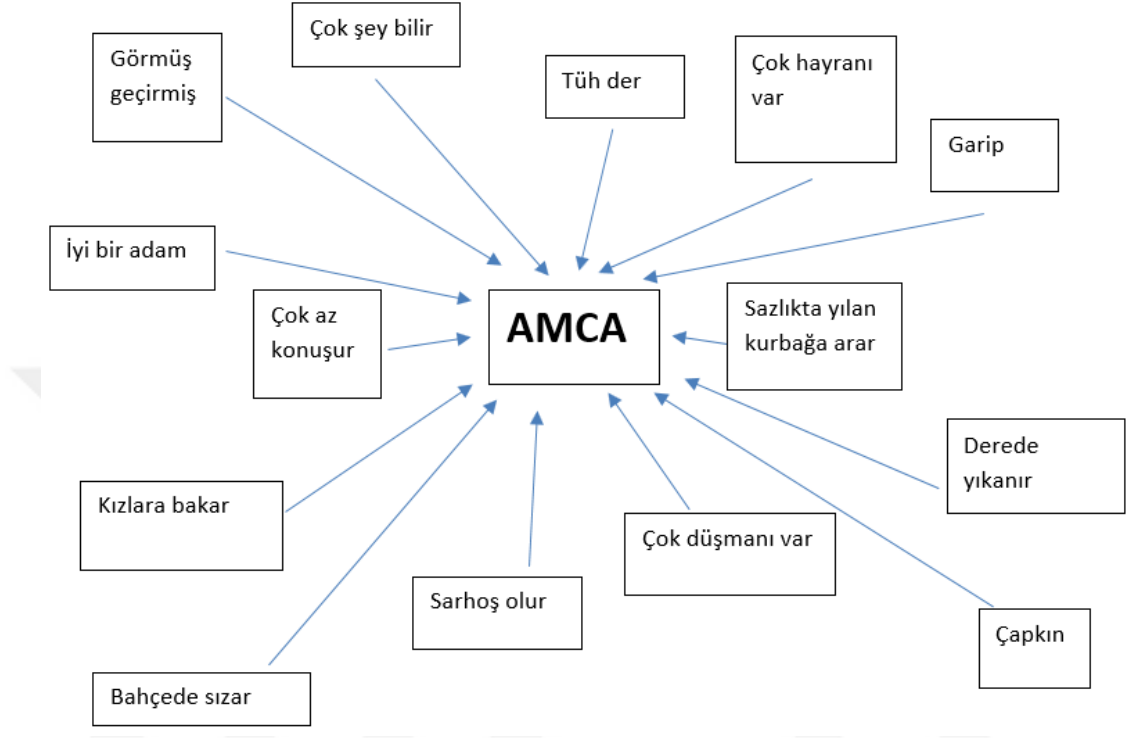 Çok şey bilir
Görmüş
geçirmiş
Tüh der
Çok hayranı
var
Garip
İyi bir adam
Çok az
konuşur
AMCA
Sazlıkta yılan
kurbağa arar
Derede
yıkanır
Kızlara bakar
Çok düşmanı var
Sarhoş olur
Çapkın
Bahçede sızar